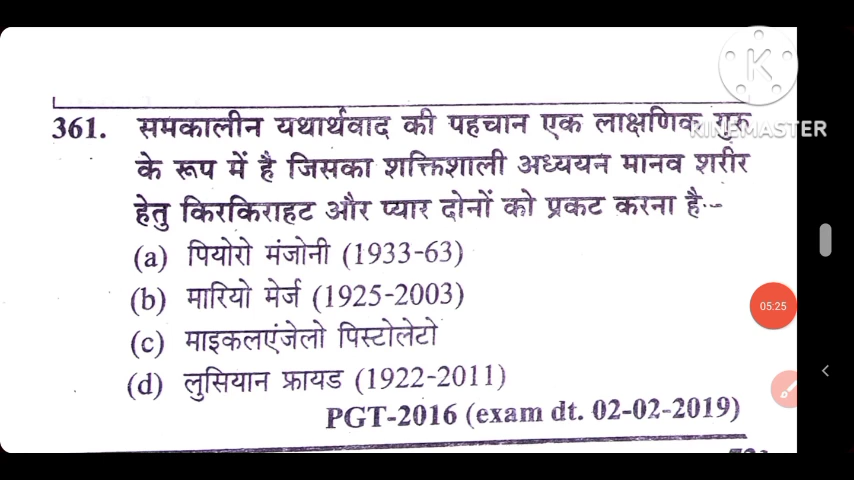 KINEMASTER
361. समकालीन यथार्थवाद की पहचान एक लाक्षणिक गुरु
के रूप में है जिसका शक्तिशाली अध्ययन मानव शरीर
हेतु किरकिराहट और प्यार दोनों को प्रकट करना है--
(a) पियोरो मंजोनी (1933-63)
(b) मारियो मेर्ज (1925-2003)
05:25
(c) माइकलएंजेलो पिस्टोलेटो
(d) लुसियान फ्रायड (1922-2011)
PGT-2016 (exam dt. 02-02-2019)